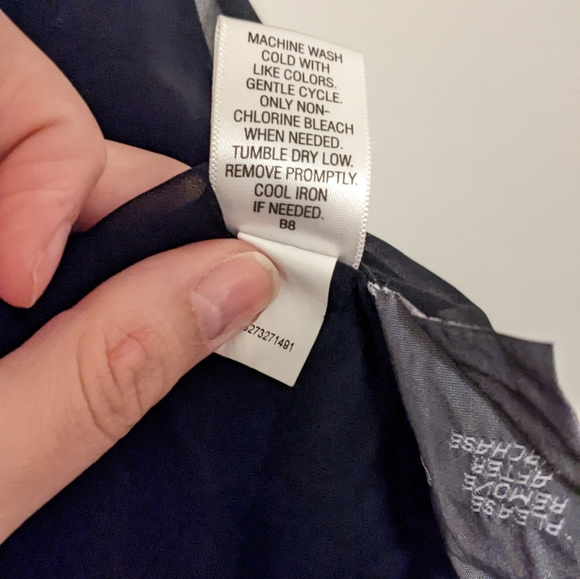 MACHINE WASH
COLD WITH
LIKE COLORS.
GENTLE CYCLE.
ONLY NON-
CHLORINE BLEACH
WHEN NEEDED.
TUMBLE DRY LOW.
REMOVE PROMPTLY.
COOL IRON
IF NEEDED.
B8
3273271491
PLEASE
REMOVE
AFTER
PURCHASE